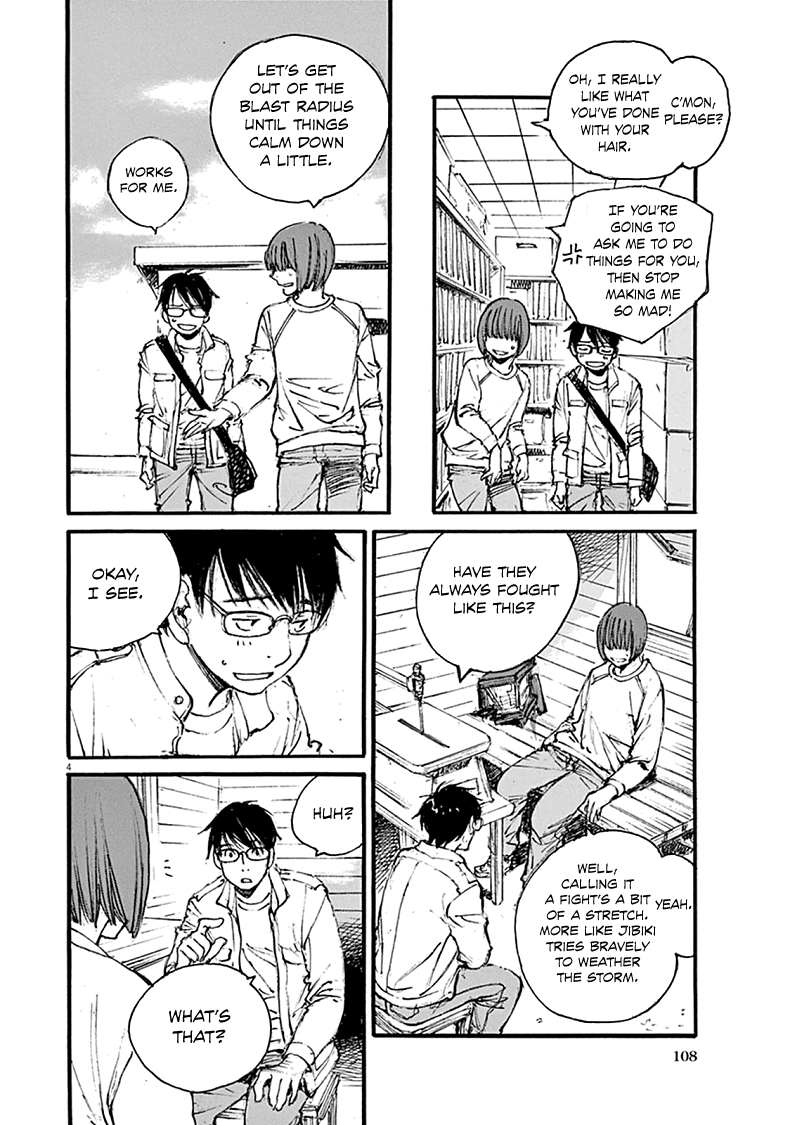 C'MON,
PLEASE?
OH, I REALLY
LIKE WHAT
YOU'VE DONE
WITH YOUR
HAIR.
IF YOU'RE
GOING TO
ASK ME TO DO
THINGS FOR YOU,
THEN STOP
MAKING ME
SO MAD!
LET'S GET
OUT OF THE
BLAST RADIUS
UNTIL THINGS
CALM DOWN
A LITTLE.
WORKS
FOR ME.
HAVE THEY
ALWAYS FOUGHT
LIKE THIS?
YEAH.
WELL,
CALLING IT
A FIGHT'S A BIT
OF A STRETCH.
MORE LIKE JIBIKI
TRIES BRAVELY
TO WEATHER
THE STORM.
OKAY,
I SEE.
4
HUH?
WHAT'S
THAT?
108